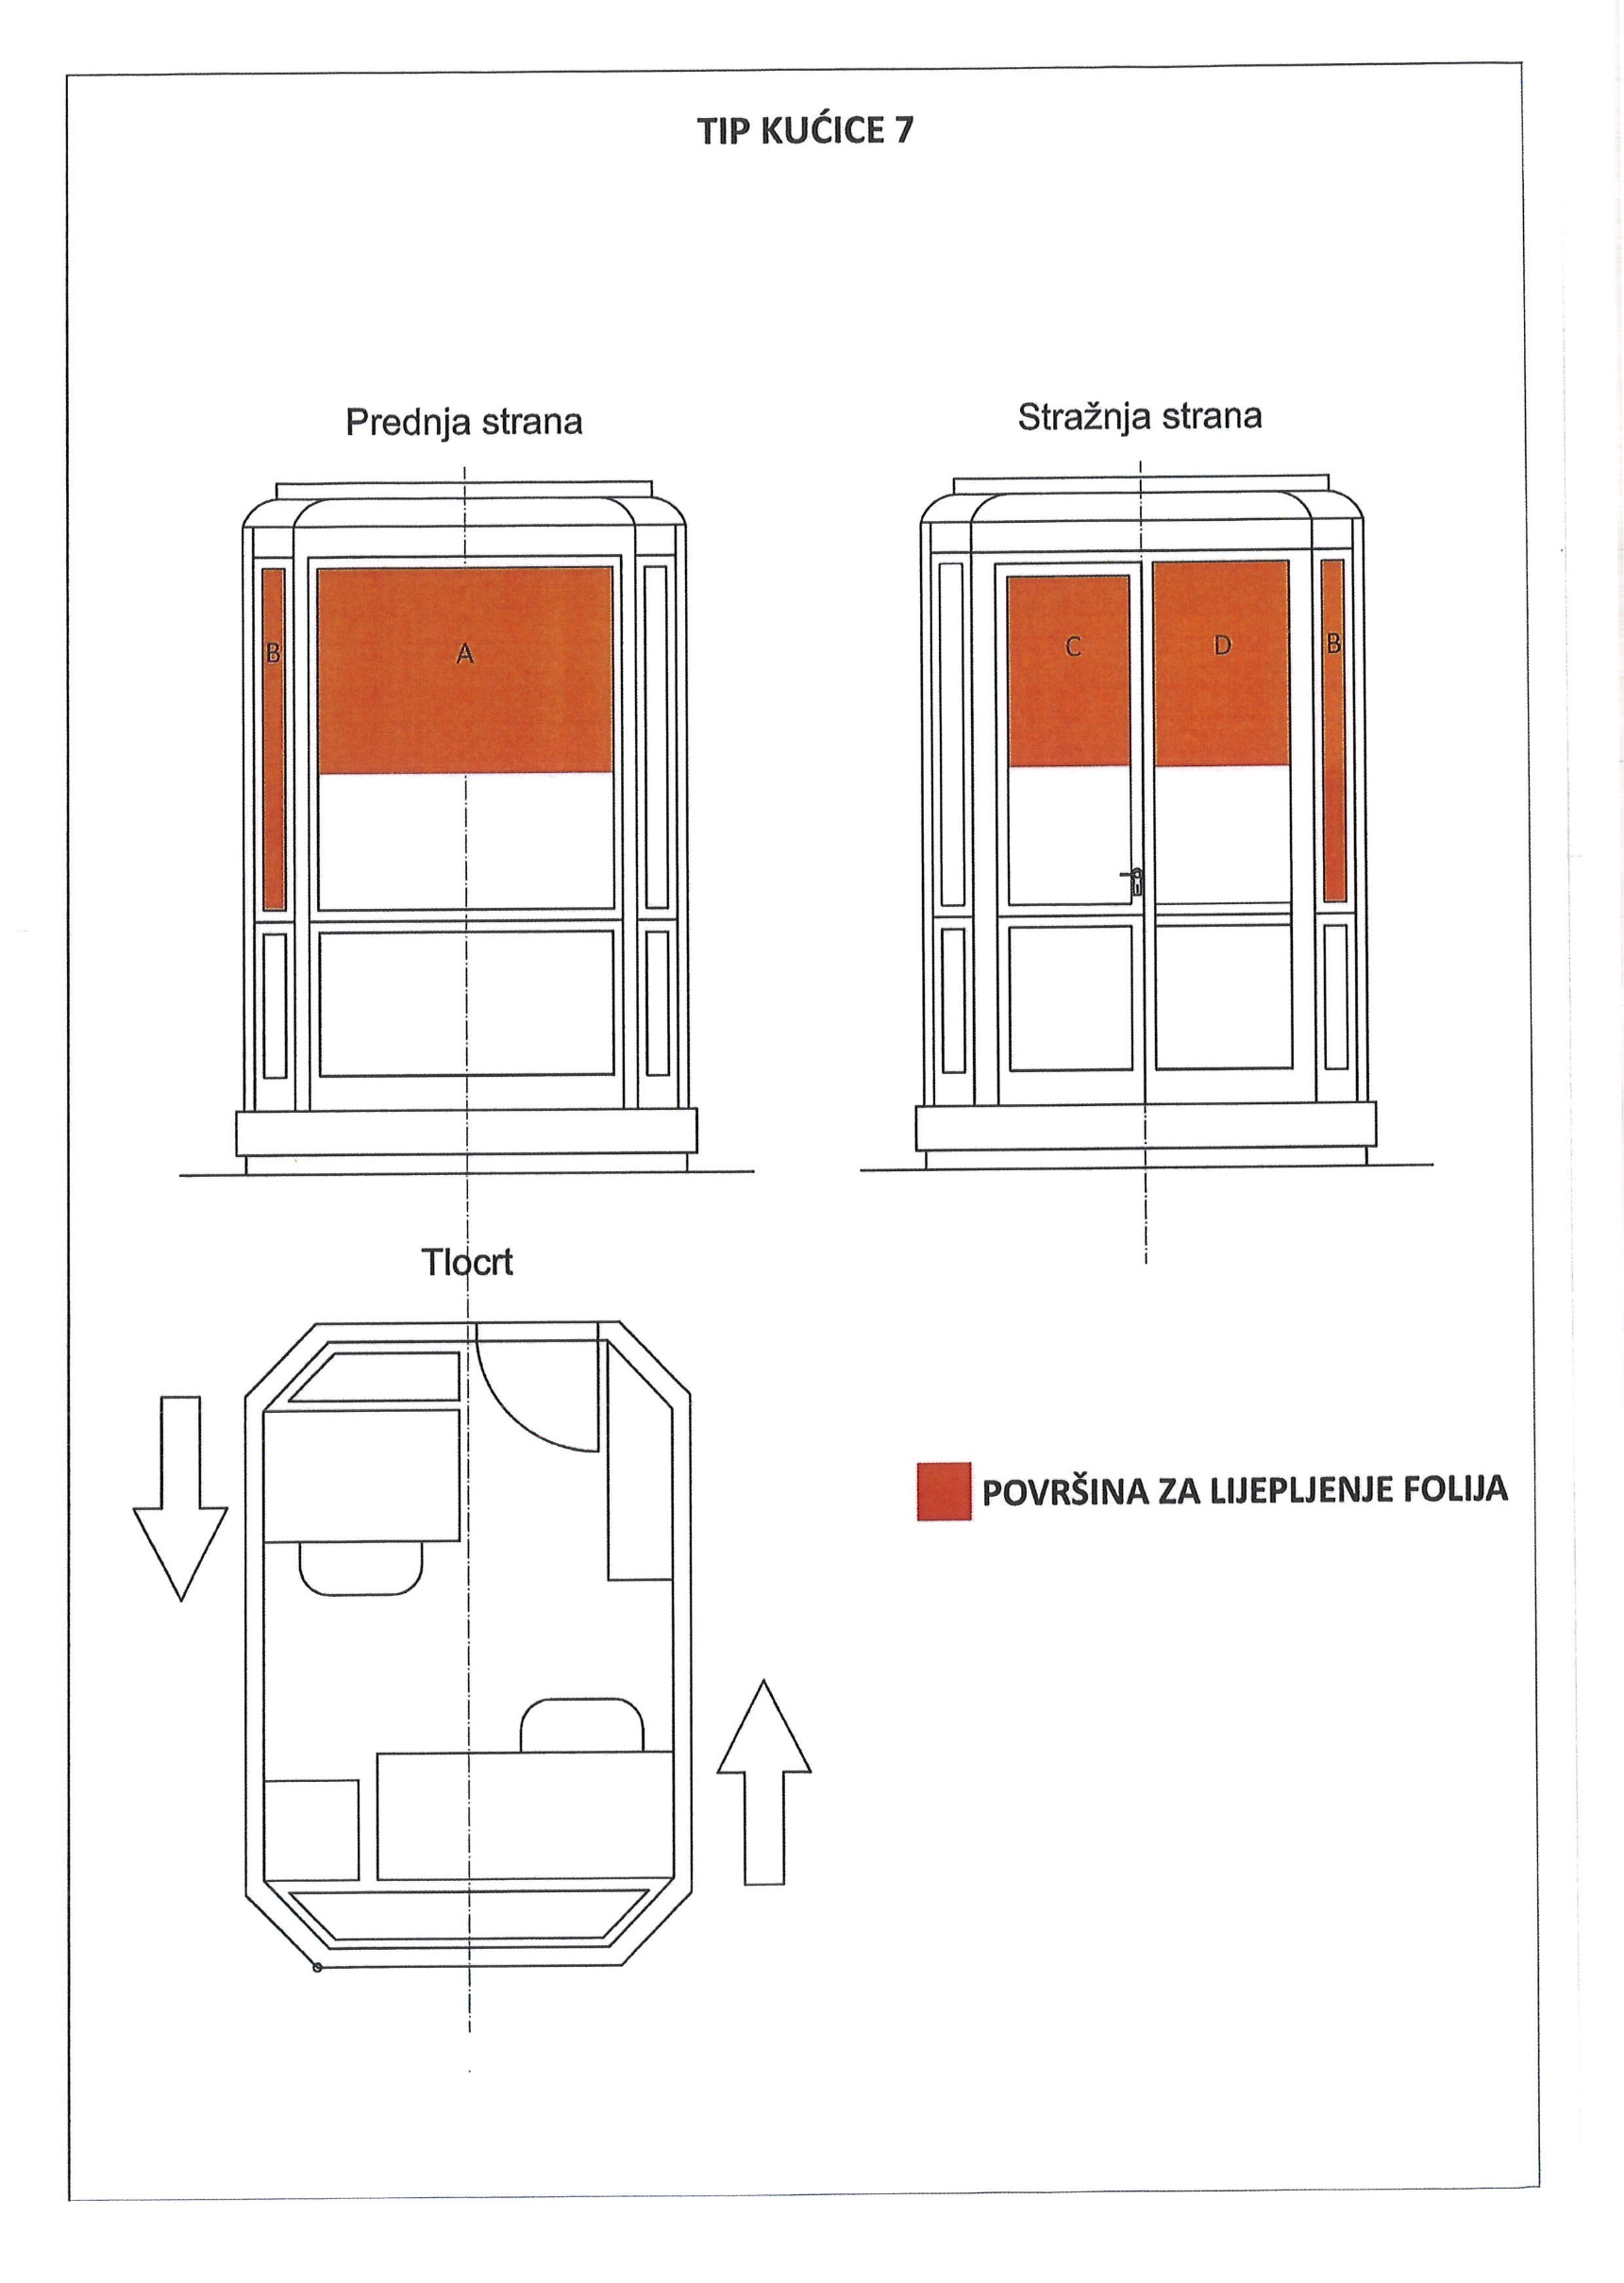 TIP KUĆICE 7
Prednja strana
Stražnja strana
B
A
C
D
B
Tlocrt
POVRŠINA ZA LIJEPLJENJE FOLIJA